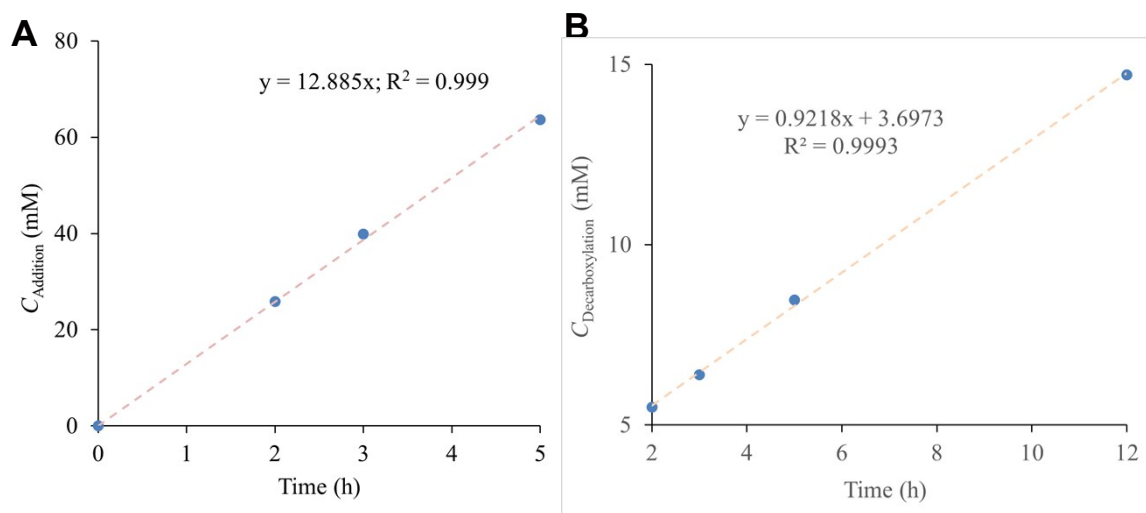 A
y = 12.885x; R² = 0.999
80
60
40
20
0
C_Addition (mM)
0 1 2 3 4 5
Time (h)
B
y = 0.9218x + 3.6973
R² = 0.9993
15
10
5
C_Decarboxylation (mM)
2 4 6 8 10 12
Time (h)